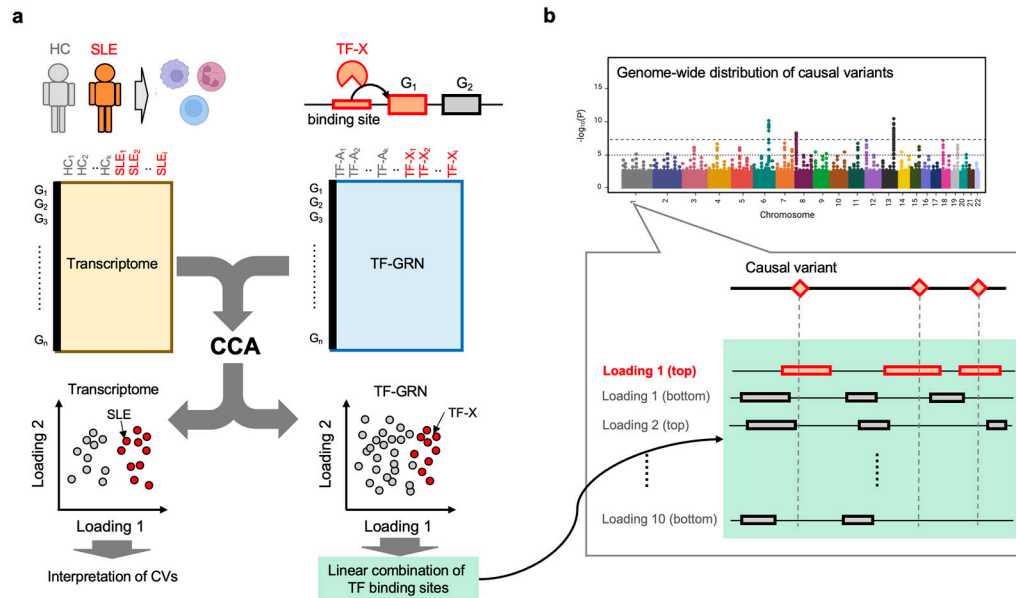 a
HC
SLE
TF-X
G1
G2
binding site
HC1
HC2
..
HCk
SLE1
SLE2
..
SLEi
G1
G2
G3
Gn
Transcriptome
TF-A1
TF-A2
..
TF-Ak
..
TF-X1
TF-X2
..
TF-Xj
G1
G2
G3
Gn
TF-GRN
CCA
Transcriptome
SLE
Loading 2
Loading 1
Interpretation of CVs
TF-GRN
TF-X
Loading 2
Loading 1
Linear combination of
TF binding sites
b
Genome-wide distribution of causal variants
-log10(P)
15
10
5
0
1 2 3 4 5 6 7 8 9 10 11 12 13 14 15 16 17 18 19 20 21 22
Chromosome
Causal variant
Loading 1 (top)
Loading 1 (bottom)
Loading 2 (top)
Loading 10 (bottom)